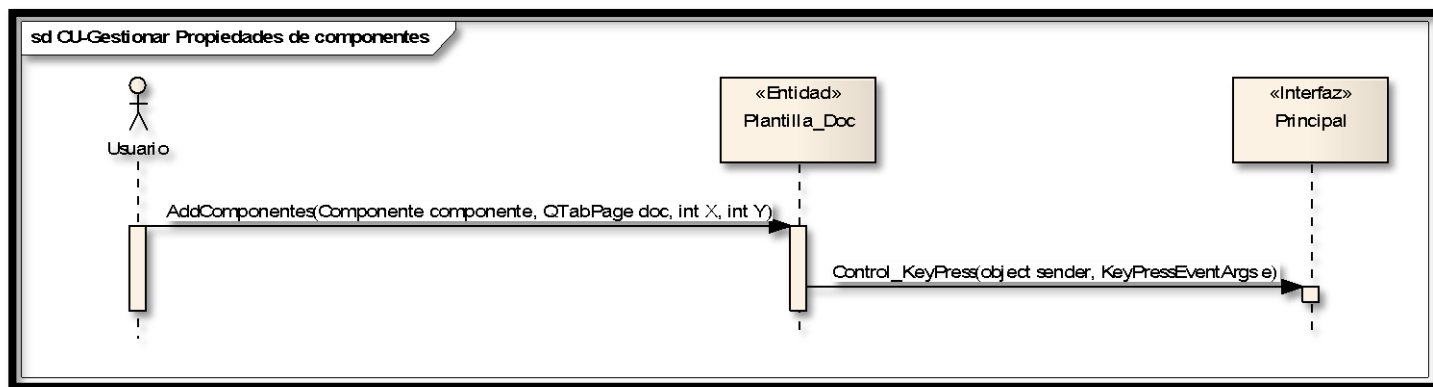 sd CU-Gestionar Propiedades de componentes
«Entidad»
Plantilla_Doc
«Interfaz»
Principal
Usuario
AddComponentes(Componente componente, QTabPage doc, int X, int Y)
Control_KeyPress(object sender, KeyPressEventArgs e)